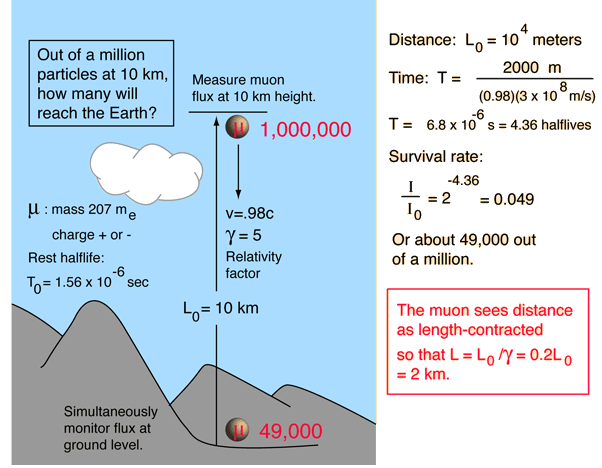 Out of a million
particles at 10 km,
how many will
reach the Earth?
Measure muon
flux at 10 km height.
μ 1,000,000
μ : mass 207 mₑ
charge + or -
Rest halflife:
T₀ = 1.56 x 10⁻⁶ sec
v=.98c
γ = 5
Relativity
factor
L₀ = 10 km
Simultaneously
monitor flux at
ground level.
μ 49,000
Distance: L₀ = 10⁴ meters
Time: T = 2000 m / (0.98)(3 x 10⁸ m/s)
T = 6.8 x 10⁻⁶ s = 4.36 halflives
Survival rate:
I / I₀ = 2⁻⁴·³⁶ = 0.049
Or about 49,000 out
of a million.
The muon sees distance
as length-contracted
so that L = L₀ /γ = 0.2L₀
= 2 km.